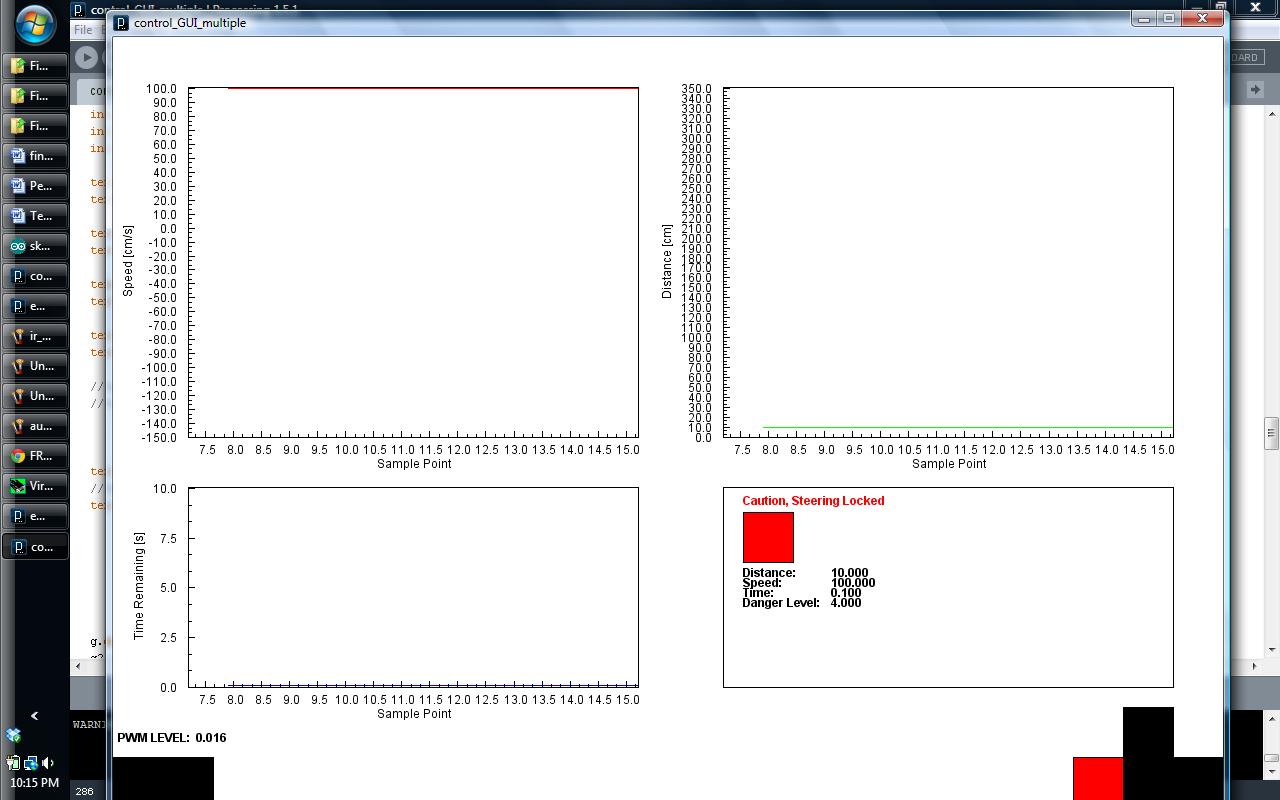 control_GUI_multiple | Processing 1.5.1
control_GUI_multiple
File
Fi...
Fi...
Fi...
fin...
Pe...
Te...
sk...
co...
e...
ir_...
Un...
Un...
au...
FR...
Vir...
e...
co...
10:15 PM
in
in
in
te
te
te
te
te
te
te
te
//
//
te
//
te
g.
WARNI
286
100.0
90.0
80.0
70.0
60.0
50.0
40.0
30.0
20.0
10.0
0.0
-10.0
-20.0
-30.0
-40.0
-50.0
-60.0
-70.0
-80.0
-90.0
-100.0
-110.0
-120.0
-130.0
-140.0
-150.0
Speed [cm/s]
7.5 8.0 8.5 9.0 9.5 10.0 10.5 11.0 11.5 12.0 12.5 13.0 13.5 14.0 14.5 15.0
Sample Point
350.0
340.0
330.0
320.0
310.0
300.0
290.0
280.0
270.0
260.0
250.0
240.0
230.0
220.0
210.0
200.0
190.0
180.0
170.0
160.0
150.0
140.0
130.0
120.0
110.0
100.0
90.0
80.0
70.0
60.0
50.0
40.0
30.0
20.0
10.0
0.0
Distance [cm]
7.5 8.0 8.5 9.0 9.5 10.0 10.5 11.0 11.5 12.0 12.5 13.0 13.5 14.0 14.5 15.0
Sample Point
10.0
7.5
5.0
2.5
0.0
Time Remaining [s]
7.5 8.0 8.5 9.0 9.5 10.0 10.5 11.0 11.5 12.0 12.5 13.0 13.5 14.0 14.5 15.0
Sample Point
Caution, Steering Locked
Distance: 10.000
Speed: 100.000
Time: 0.100
Danger Level: 4.000
PWM LEVEL: 0.016